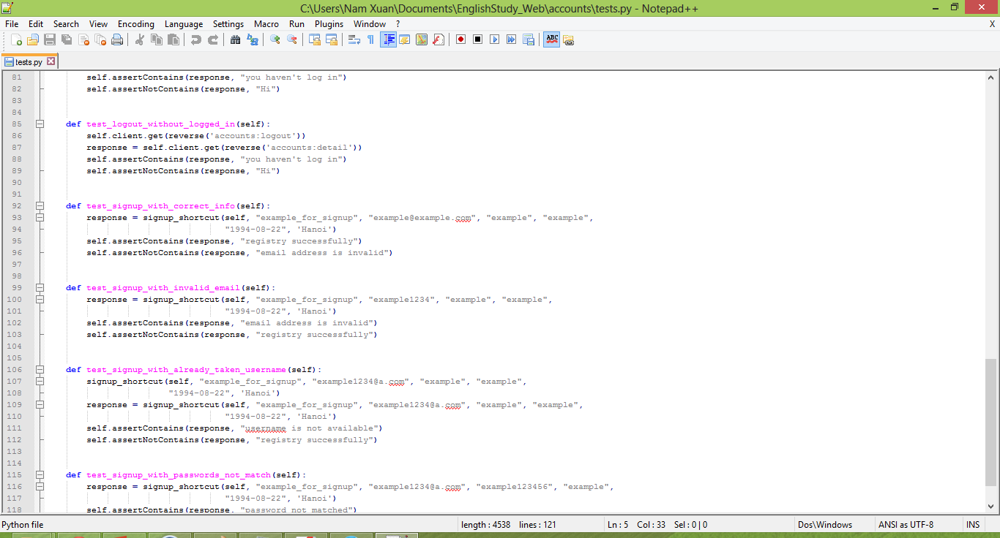 C:\Users\Nam Xuan\Documents\EnglishStudy_Web\accounts\tests.py - Notepad++
File Edit Search View Encoding Language Settings Macro Run Plugins Window ? X
ABC
tests.py
81 self.assertContains(response, "you haven't log in")
82 self.assertNotContains(response, "Hi")
83
84
85 def test_logout_without_logged_in(self):
86 self.client.get(reverse('accounts:logout'))
87 response = self.client.get(reverse('accounts:detail'))
88 self.assertContains(response, "you haven't log in")
89 self.assertNotContains(response, "Hi")
90
91
92 def test_signup_with_correct_info(self):
93 response = signup_shortcut(self, "example_for_signup", "example@example.com", "example", "example",
94 "1994-08-22", 'Hanoi')
95 self.assertContains(response, "registry successfully")
96 self.assertNotContains(response, "email address is invalid")
97
98
99 def test_signup_with_invalid_email(self):
100 response = signup_shortcut(self, "example_for_signup", "example1234", "example", "example",
101 "1994-08-22", 'Hanoi')
102 self.assertContains(response, "email address is invalid")
103 self.assertNotContains(response, "registry successfully")
104
105
106 def test_signup_with_already_taken_username(self):
107 signup_shortcut(self, "example_for_signup", "example1234@a.com", "example", "example",
108 "1994-08-22", 'Hanoi')
109 response = signup_shortcut(self, "example_for_signup", "example1234@a.com", "example", "example",
110 "1994-08-22", 'Hanoi')
111 self.assertContains(response, "username is not available")
112 self.assertNotContains(response, "registry successfully")
113
114
115 def test_signup_with_passwords_not_match(self):
116 response = signup_shortcut(self, "example_for_signup", "example1234@a.com", "example123456", "example",
117 "1994-08-22", 'Hanoi')
118 self.assertContains(response, "password not matched")
Python file length : 4538 lines : 121 Ln : 5 Col : 33 Sel : 0 | 0 Dos\Windows ANSI as UTF-8 INS